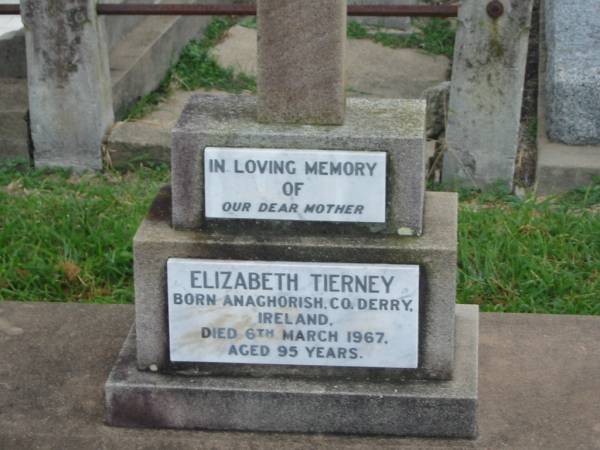 IN LOVING MEMORY
OF
OUR DEAR MOTHER
ELIZABETH TIERNEY
BORN ANAGHORISH, CO. DERRY,
IRELAND,
DIED 6TH MARCH 1967,
AGED 95 YEARS.